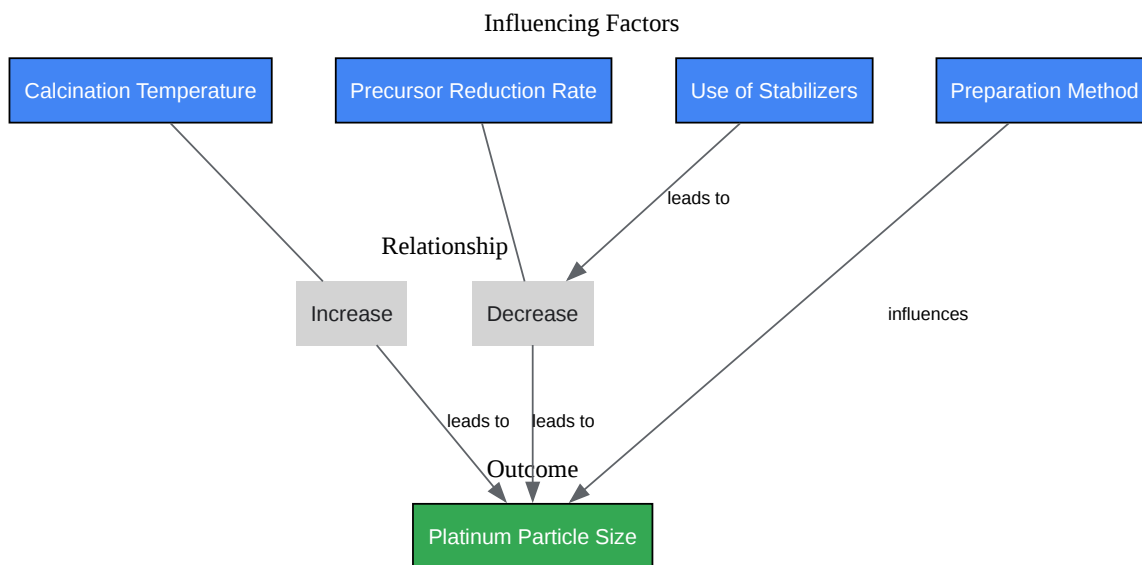 Influencing Factors
Calcination Temperature
Precursor Reduction Rate
Use of Stabilizers
Preparation Method
leads to
Relationship
Increase
Decrease
influences
leads to
leads to
Outcome
Platinum Particle Size